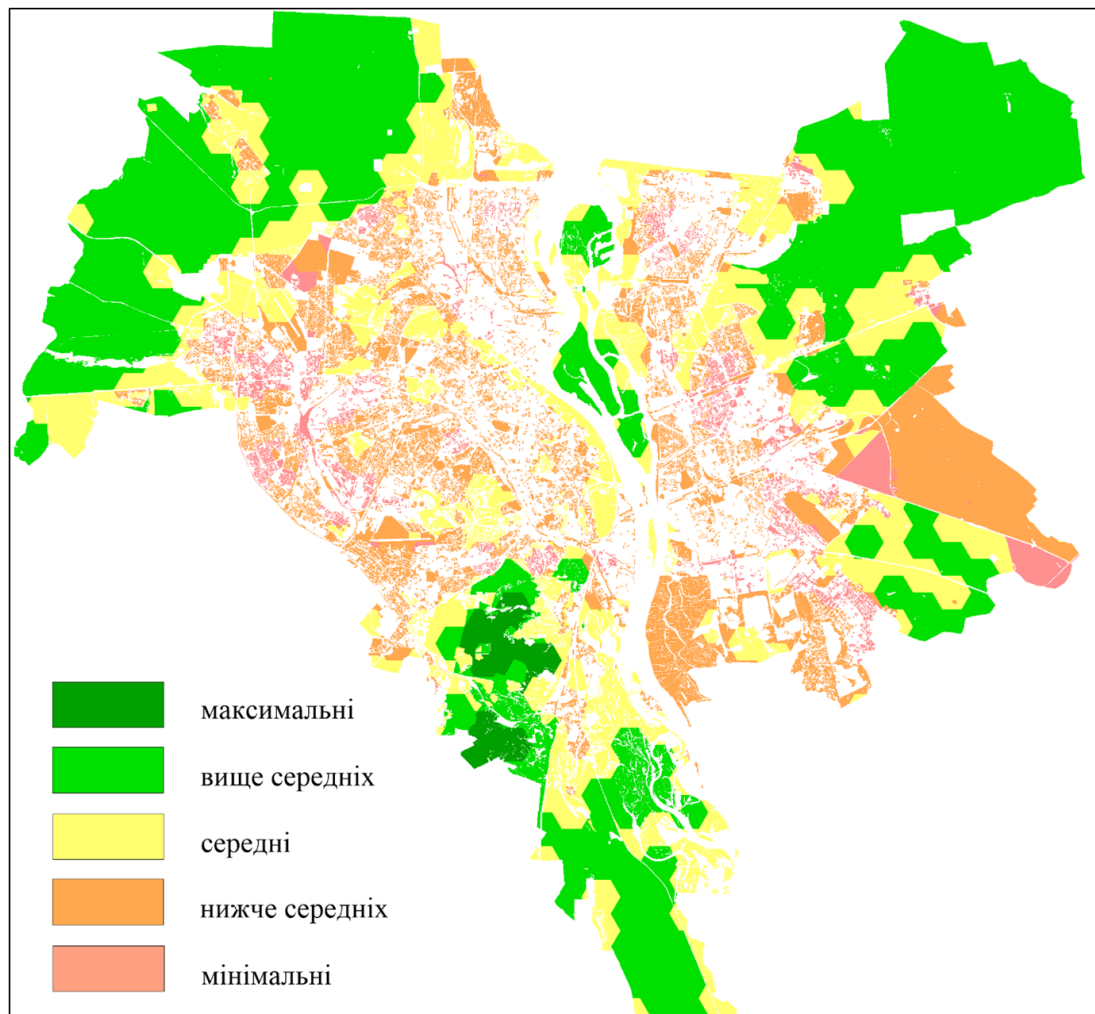 максимальні
вище середніх
середні
нижче середніх
мінімальні